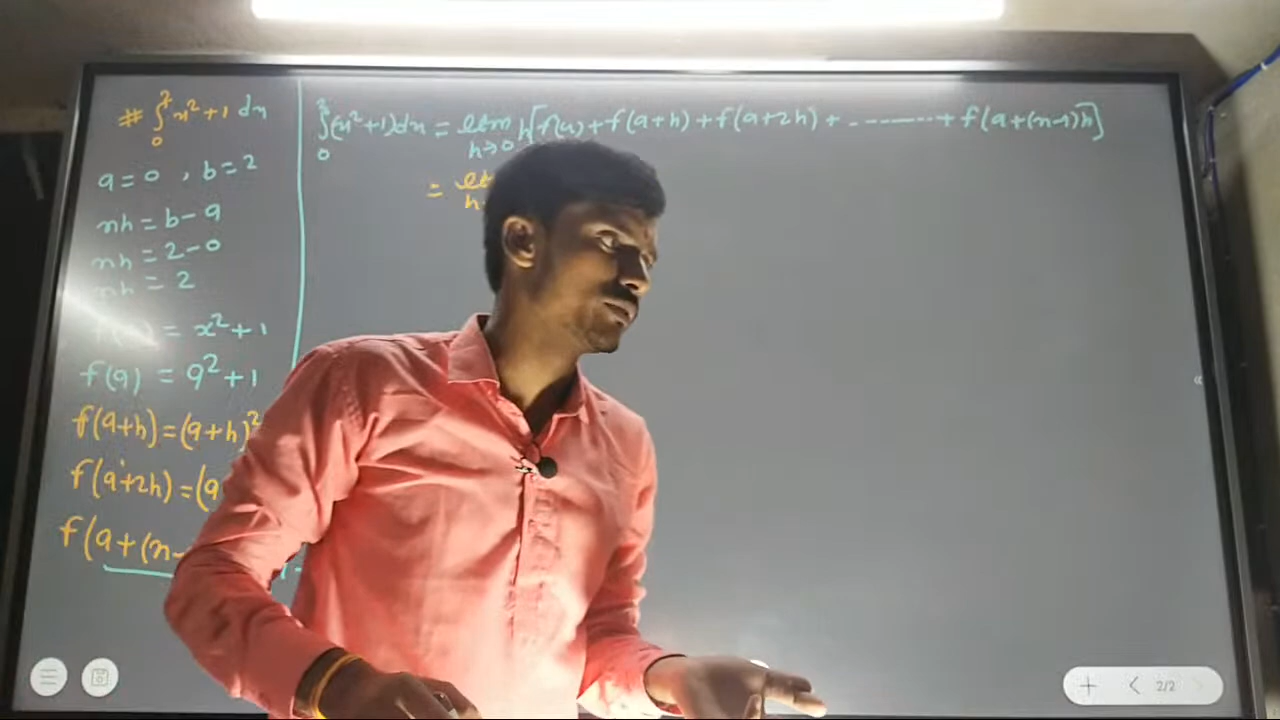 # ∫₀² x²+1 dx
a=0 , b=2
nh = b-a
nh = 2-0
nh = 2
= x²+1
f(a) = a²+1
f(a+h)=(a+h)²
f(a+2h)=(a
f(a+(n-
∫₀² (x²+1)dx = lim h→0 h[f(a)+f(a+h)+f(a+2h)+---------+f(a+(n-1)h]
=
2/2